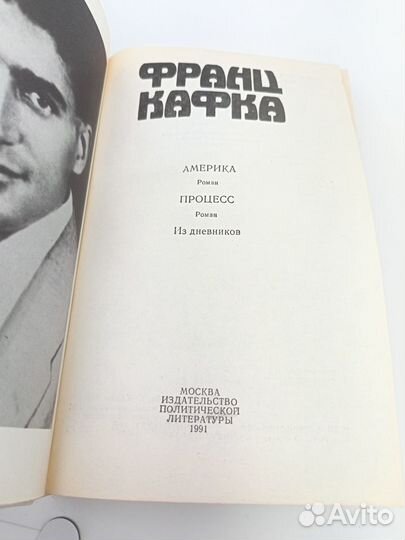 ФРАНЦ
КАФКА
АМЕРИКА
Роман
ПРОЦЕСС
Роман
Из дневников
МОСКВА
ИЗДАТЕЛЬСТВО
ПОЛИТИЧЕСКОЙ
ЛИТЕРАТУРЫ
1991
Avito